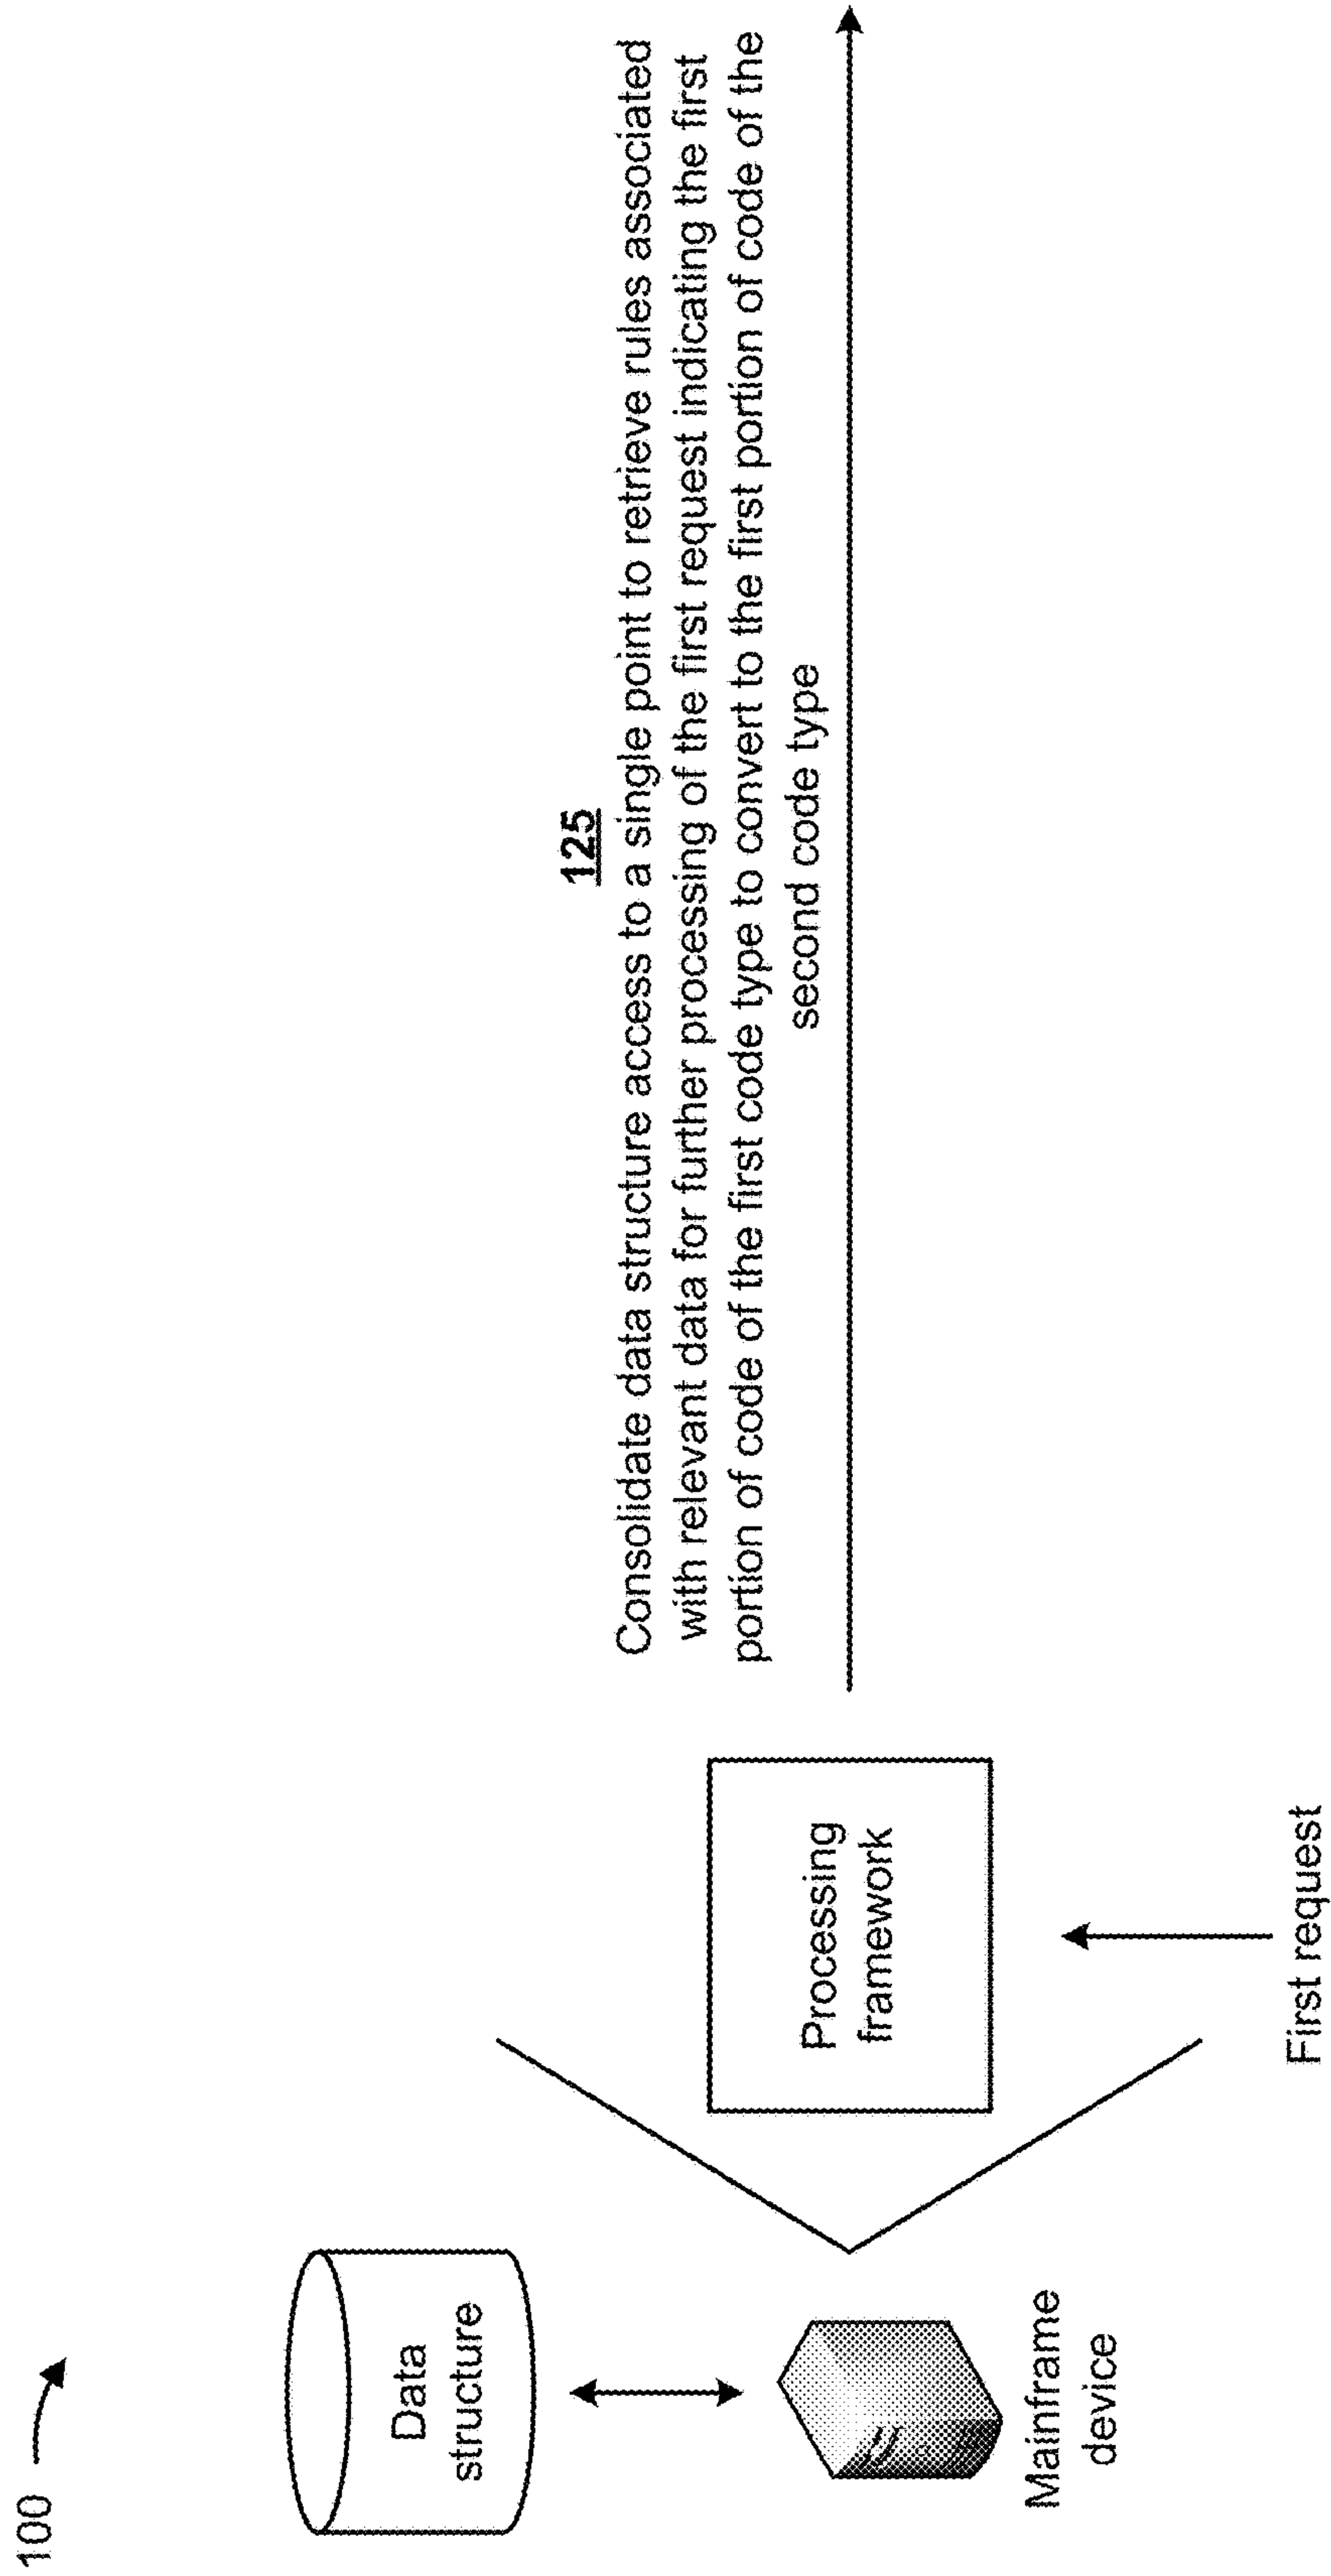 100
Data
structure
Mainframe
device
Processing
framework
First request
125
Consolidate data structure access to a single point to retrieve rules associated
with relevant data for further processing of the first request indicating the first
portion of code of the first code type to convert to the first portion of code of the
second code type